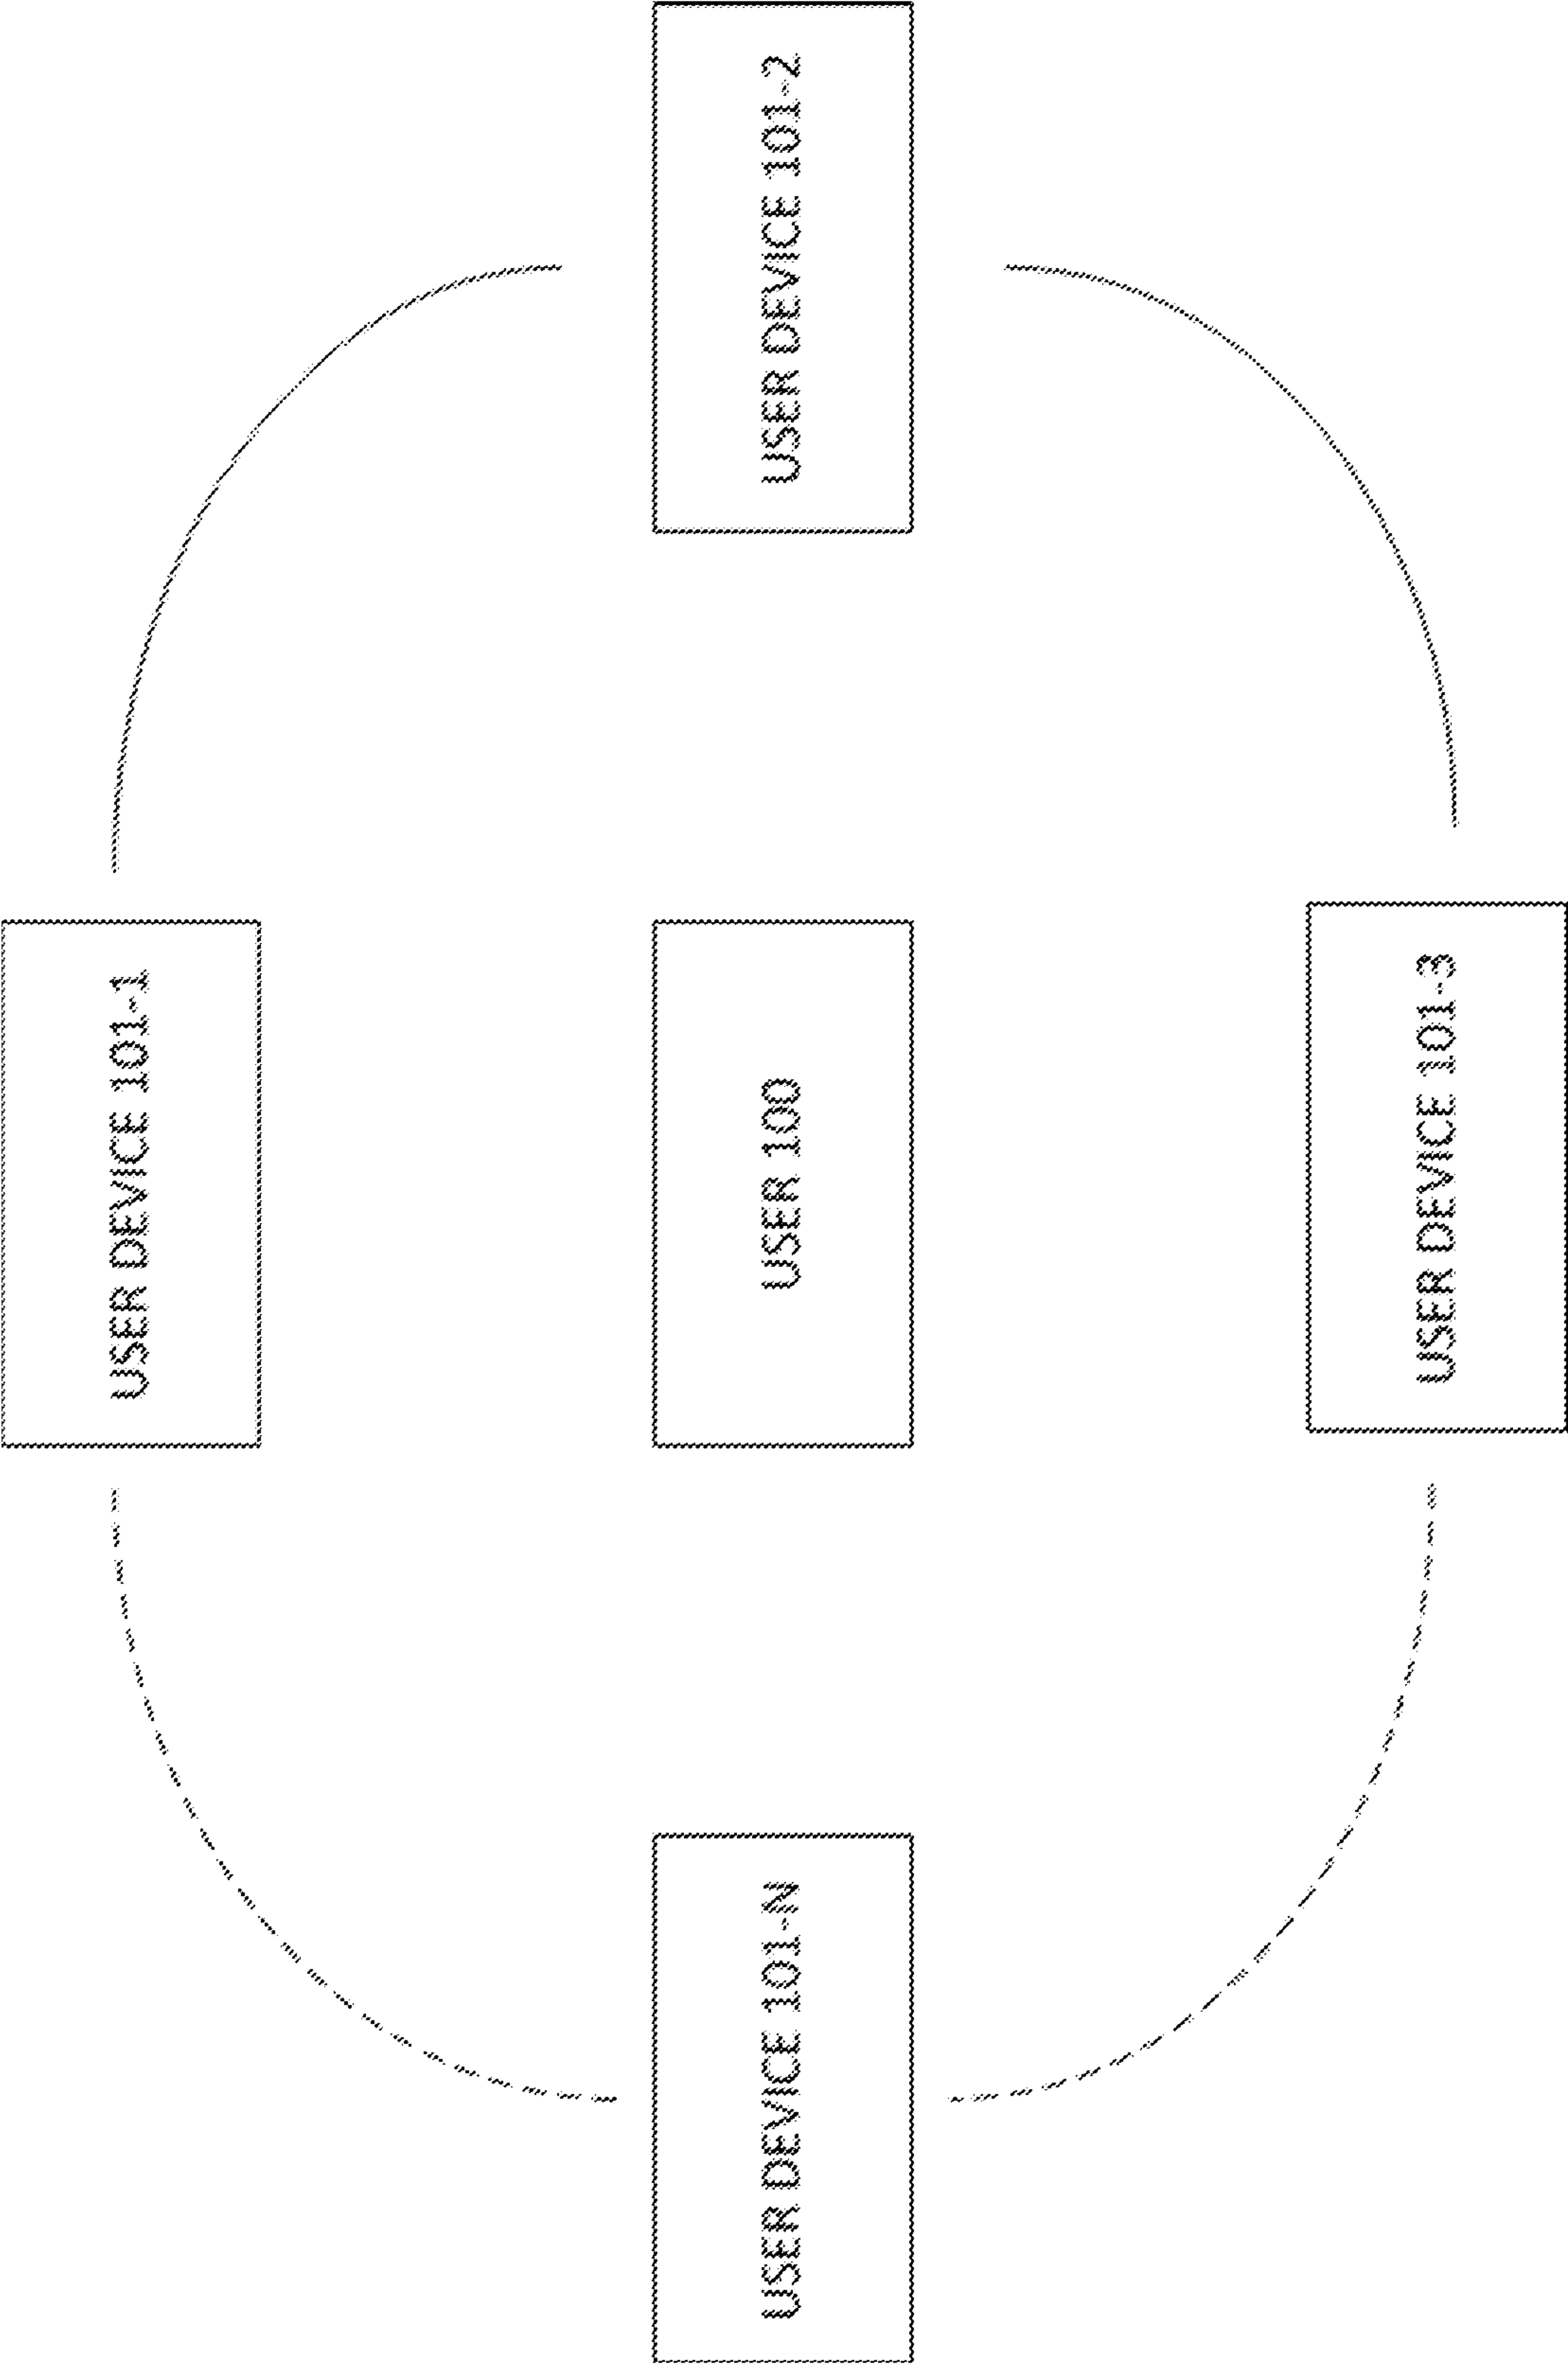 USER DEVICE 101-1
USER DEVICE 101-N
USER 100
USER DEVICE 101-2
USER DEVICE 101-3